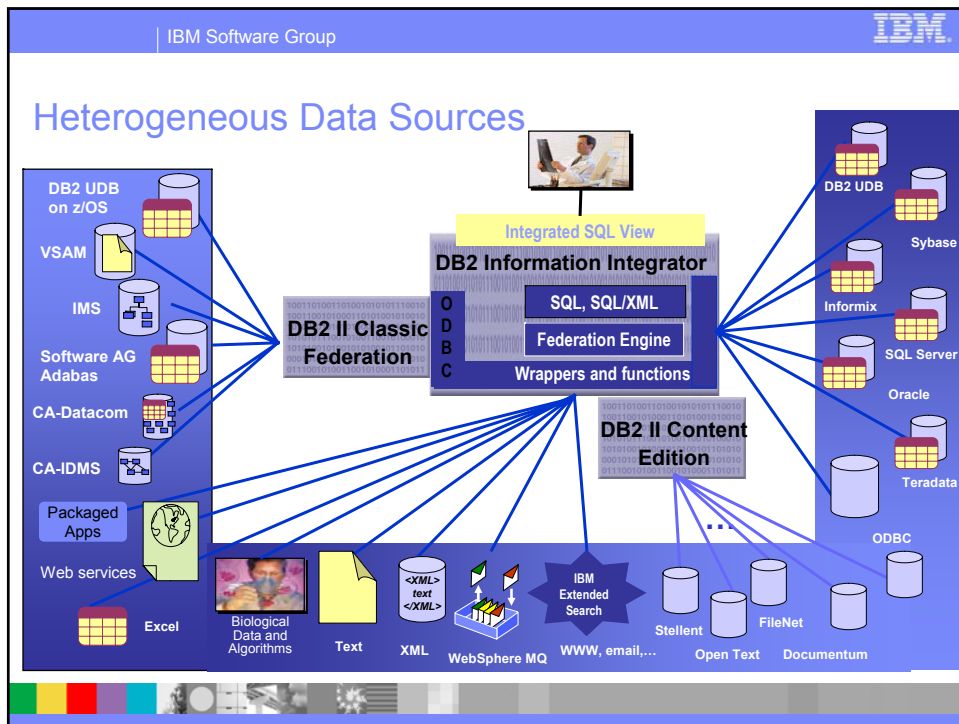 IBM Software Group
IBM.
Heterogeneous Data Sources
DB2 UDB
on z/OS
VSAM
IMS
Software AG
Adabas
CA-Datacom
CA-IDMS
Packaged
Apps
Web services
Excel
Integrated SQL View
DB2 Information Integrator
DB2 II Classic
Federation
O
D
B
C
SQL, SQL/XML
Federation Engine
Wrappers and functions
DB2 II Content
Edition
...
DB2 UDB
Sybase
Informix
SQL Server
Oracle
Teradata
ODBC
Biological
Data and
Algorithms
Text
<XML>
text
</XML>
XML
WebSphere MQ
IBM
Extended
Search
WWW, email,...
Stellent
Open Text
FileNet
Documentum